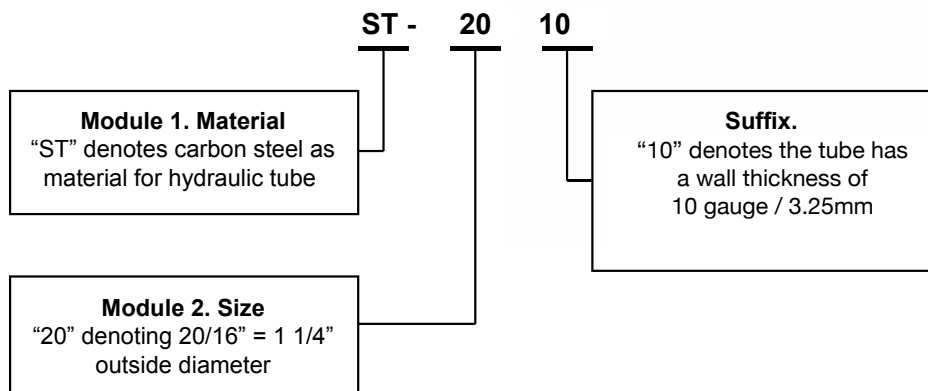 ST - 20 10
Module 1. Material
“ST” denotes carbon steel as
material for hydraulic tube
Suffix.
“10” denotes the tube has
a wall thickness of
10 gauge / 3.25mm
Module 2. Size
“20” denoting 20/16” = 1 1/4”
outside diameter